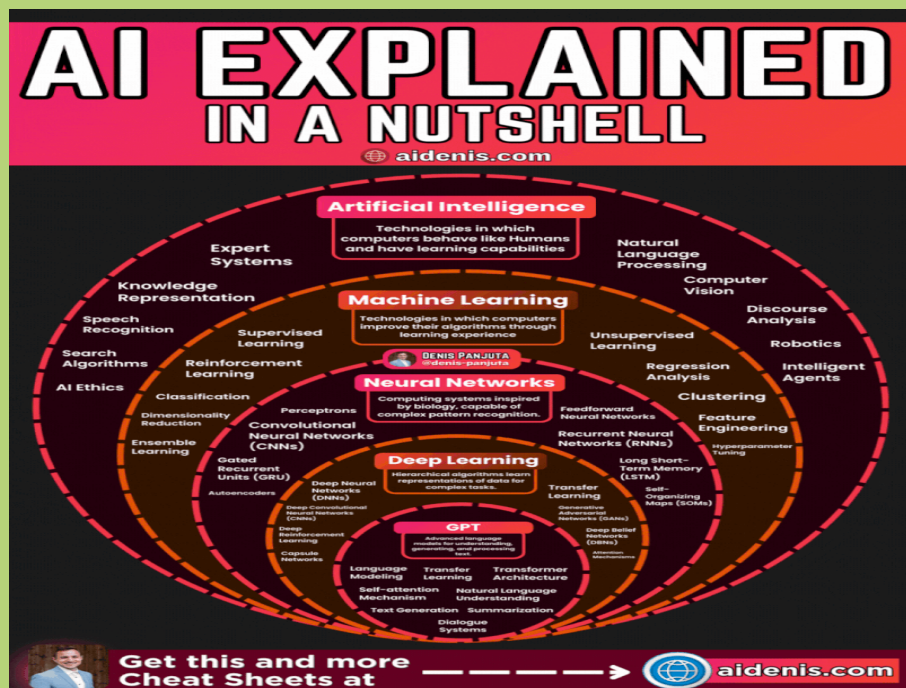 AI EXPLAINED
IN A NUTSHELL
aidenis.com
Artificial Intelligence
Technologies in which
computers behave like Humans
and have learning capabilities
Expert
Systems
Knowledge
Representation
Speech
Recognition
Search
Algorithms
AI Ethics
Natural
Language
Processing
Computer
Vision
Discourse
Analysis
Robotics
Intelligent
Agents
Machine Learning
Technologies in which computers
improve their algorithms through
learning experience
Supervised
Learning
Reinforcement
Learning
Classification
Dimensionality
Reduction
Ensemble
Learning
Unsupervised
Learning
Regression
Analysis
Clustering
Feature
Engineering
Hyperparameter
Tuning
DENIS PANJUTA
@denis-panjuta
Neural Networks
Computing systems inspired
by biology, capable of
complex pattern recognition.
Perceptrons
Convolutional
Neural Networks
(CNNs)
Gated
Recurrent
Units (GRU)
Autoencoders
Feedforward
Neural Networks
Recurrent Neural
Networks (RNNs)
Long Short-
Term Memory
(LSTM)
Self-
Organizing
Maps (SOMs)
Deep Learning
Hierarchical algorithms learn
representations of data for
complex tasks.
Deep Neural
Networks
(DNNs)
Deep Convolutional
Neural Networks
(CNNs)
Deep
Reinforcement
Learning
Capsule
Networks
Transfer
Learning
Generative
Adversarial
Networks (GANs)
Deep Belief
Networks
(DBNs)
Attention
Mechanisms
GPT
Advanced language
models for understanding,
generating, and processing
text.
Language
Modeling
Transfer
Learning
Transformer
Architecture
Self-attention
Mechanism
Natural Language
Understanding
Text Generation
Summarization
Dialogue
Systems
Get this and more
Cheat Sheets at
aidenis.com